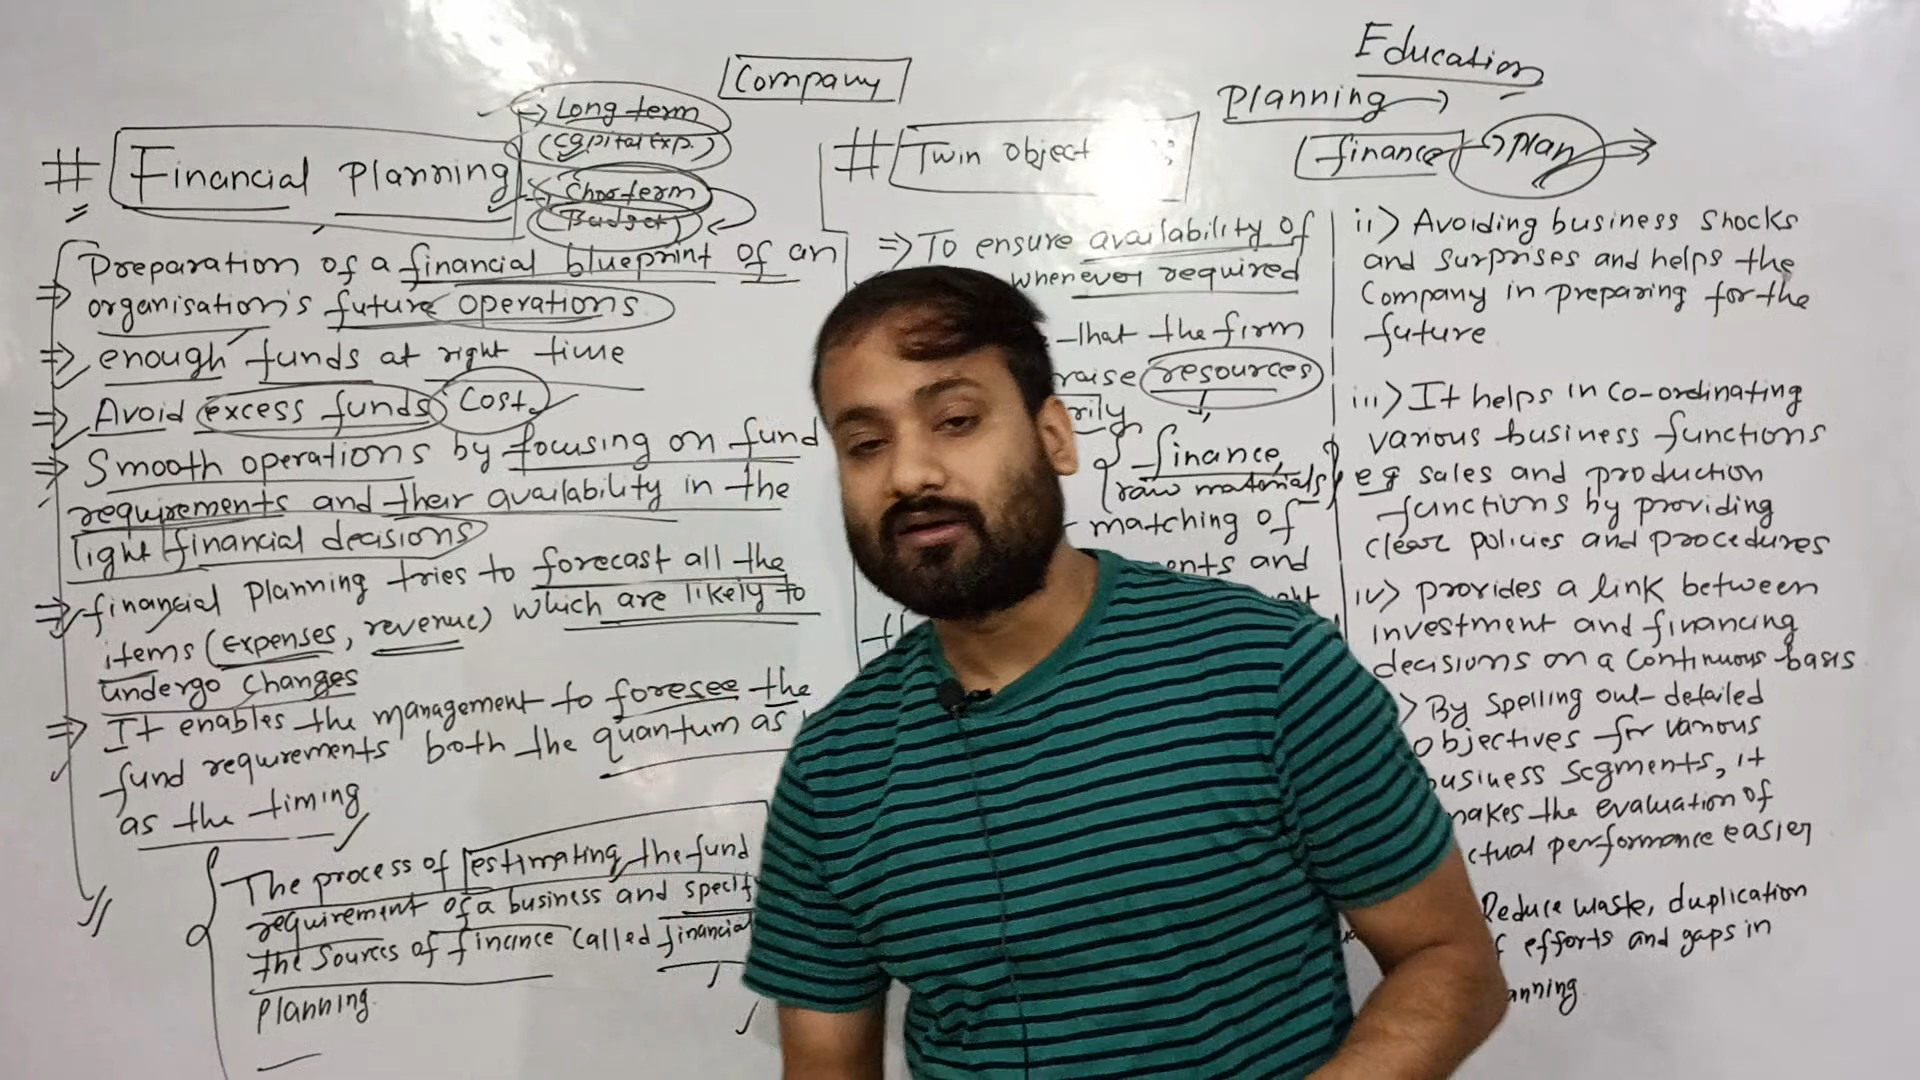 Company
Education
Planning →
finance → plan
# Financial Planning
→ Long term
(Capital Exp.)
→ Shorterm
(Budget)
Preparation of a financial blueprint of an
⇒ organisation's future operations
⇒ enough funds at right time
⇒ Avoid excess funds Cost
⇒ Smooth operations by focusing on fund
requirements and their availability in the
light financial decisions
⇒ financial planning tries to forecast all the
items (expenses, revenue) which are likely to
undergo changes
⇒ It enables the management to foresee the
fund requirements both the quantum as
as the timing
The process of estimating the fund
requirement of a business and specify
the sources of finance called financial
planning.
# Twin object
⇒ To ensure availability of
whenever required
that the firm
raise resources
finance,
raw materials
matching of
and
ii) Avoiding business shocks
and surprises and helps the
Company in preparing for the
future
iii) It helps in co-ordinating
various business functions
eg sales and production
functions by providing
clear policies and procedures
iv) provides a link between
investment and financing
decisions on a continuous basis
> By spelling out detailed
objectives for various
business segments, it
makes the evaluation of
actual performance easier
Reduce waste, duplication
of efforts and gaps in
anning